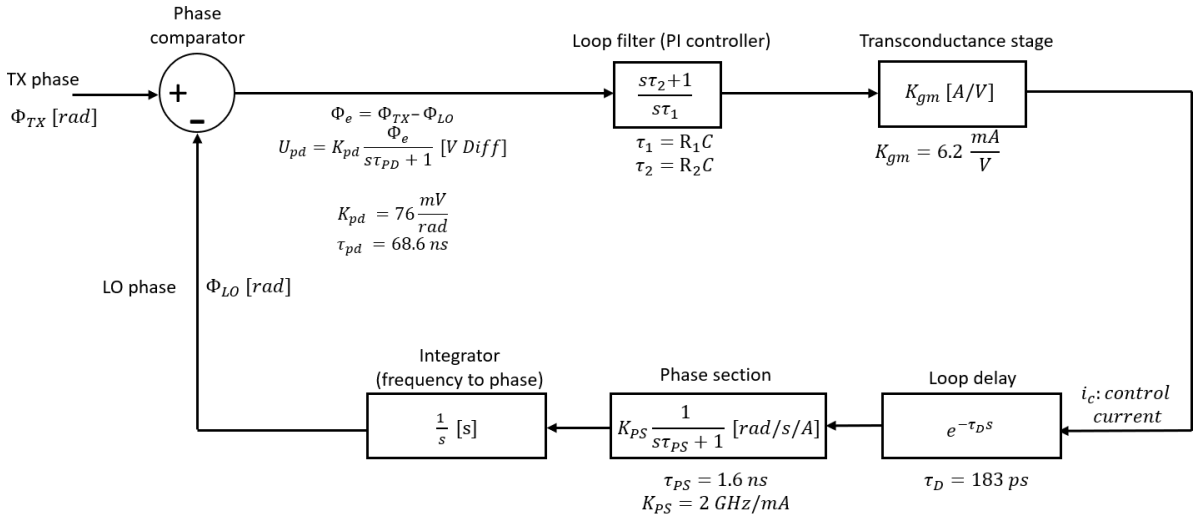 Phase
comparator
TX phase
Φ_TX [rad]
+
-
Φ_e = Φ_TX − Φ_LO
U_pd = K_pd Φ_e / (sτ_PD + 1) [V Diff]
K_pd = 76 mV/rad
τ_pd = 68.6 ns
Loop filter (PI controller)
(sτ_2+1) / (sτ_1)
τ_1 = R_1C
τ_2 = R_2C
Transconductance stage
K_gm [A/V]
K_gm = 6.2 mA/V
LO phase
Φ_LO [rad]
Integrator
(frequency to phase)
1/s [s]
Phase section
K_PS 1 / (sτ_PS + 1) [rad/s/A]
τ_PS = 1.6 ns
K_PS = 2 GHz/mA
Loop delay
e^{−τ_D s}
τ_D = 183 ps
i_c: control
current